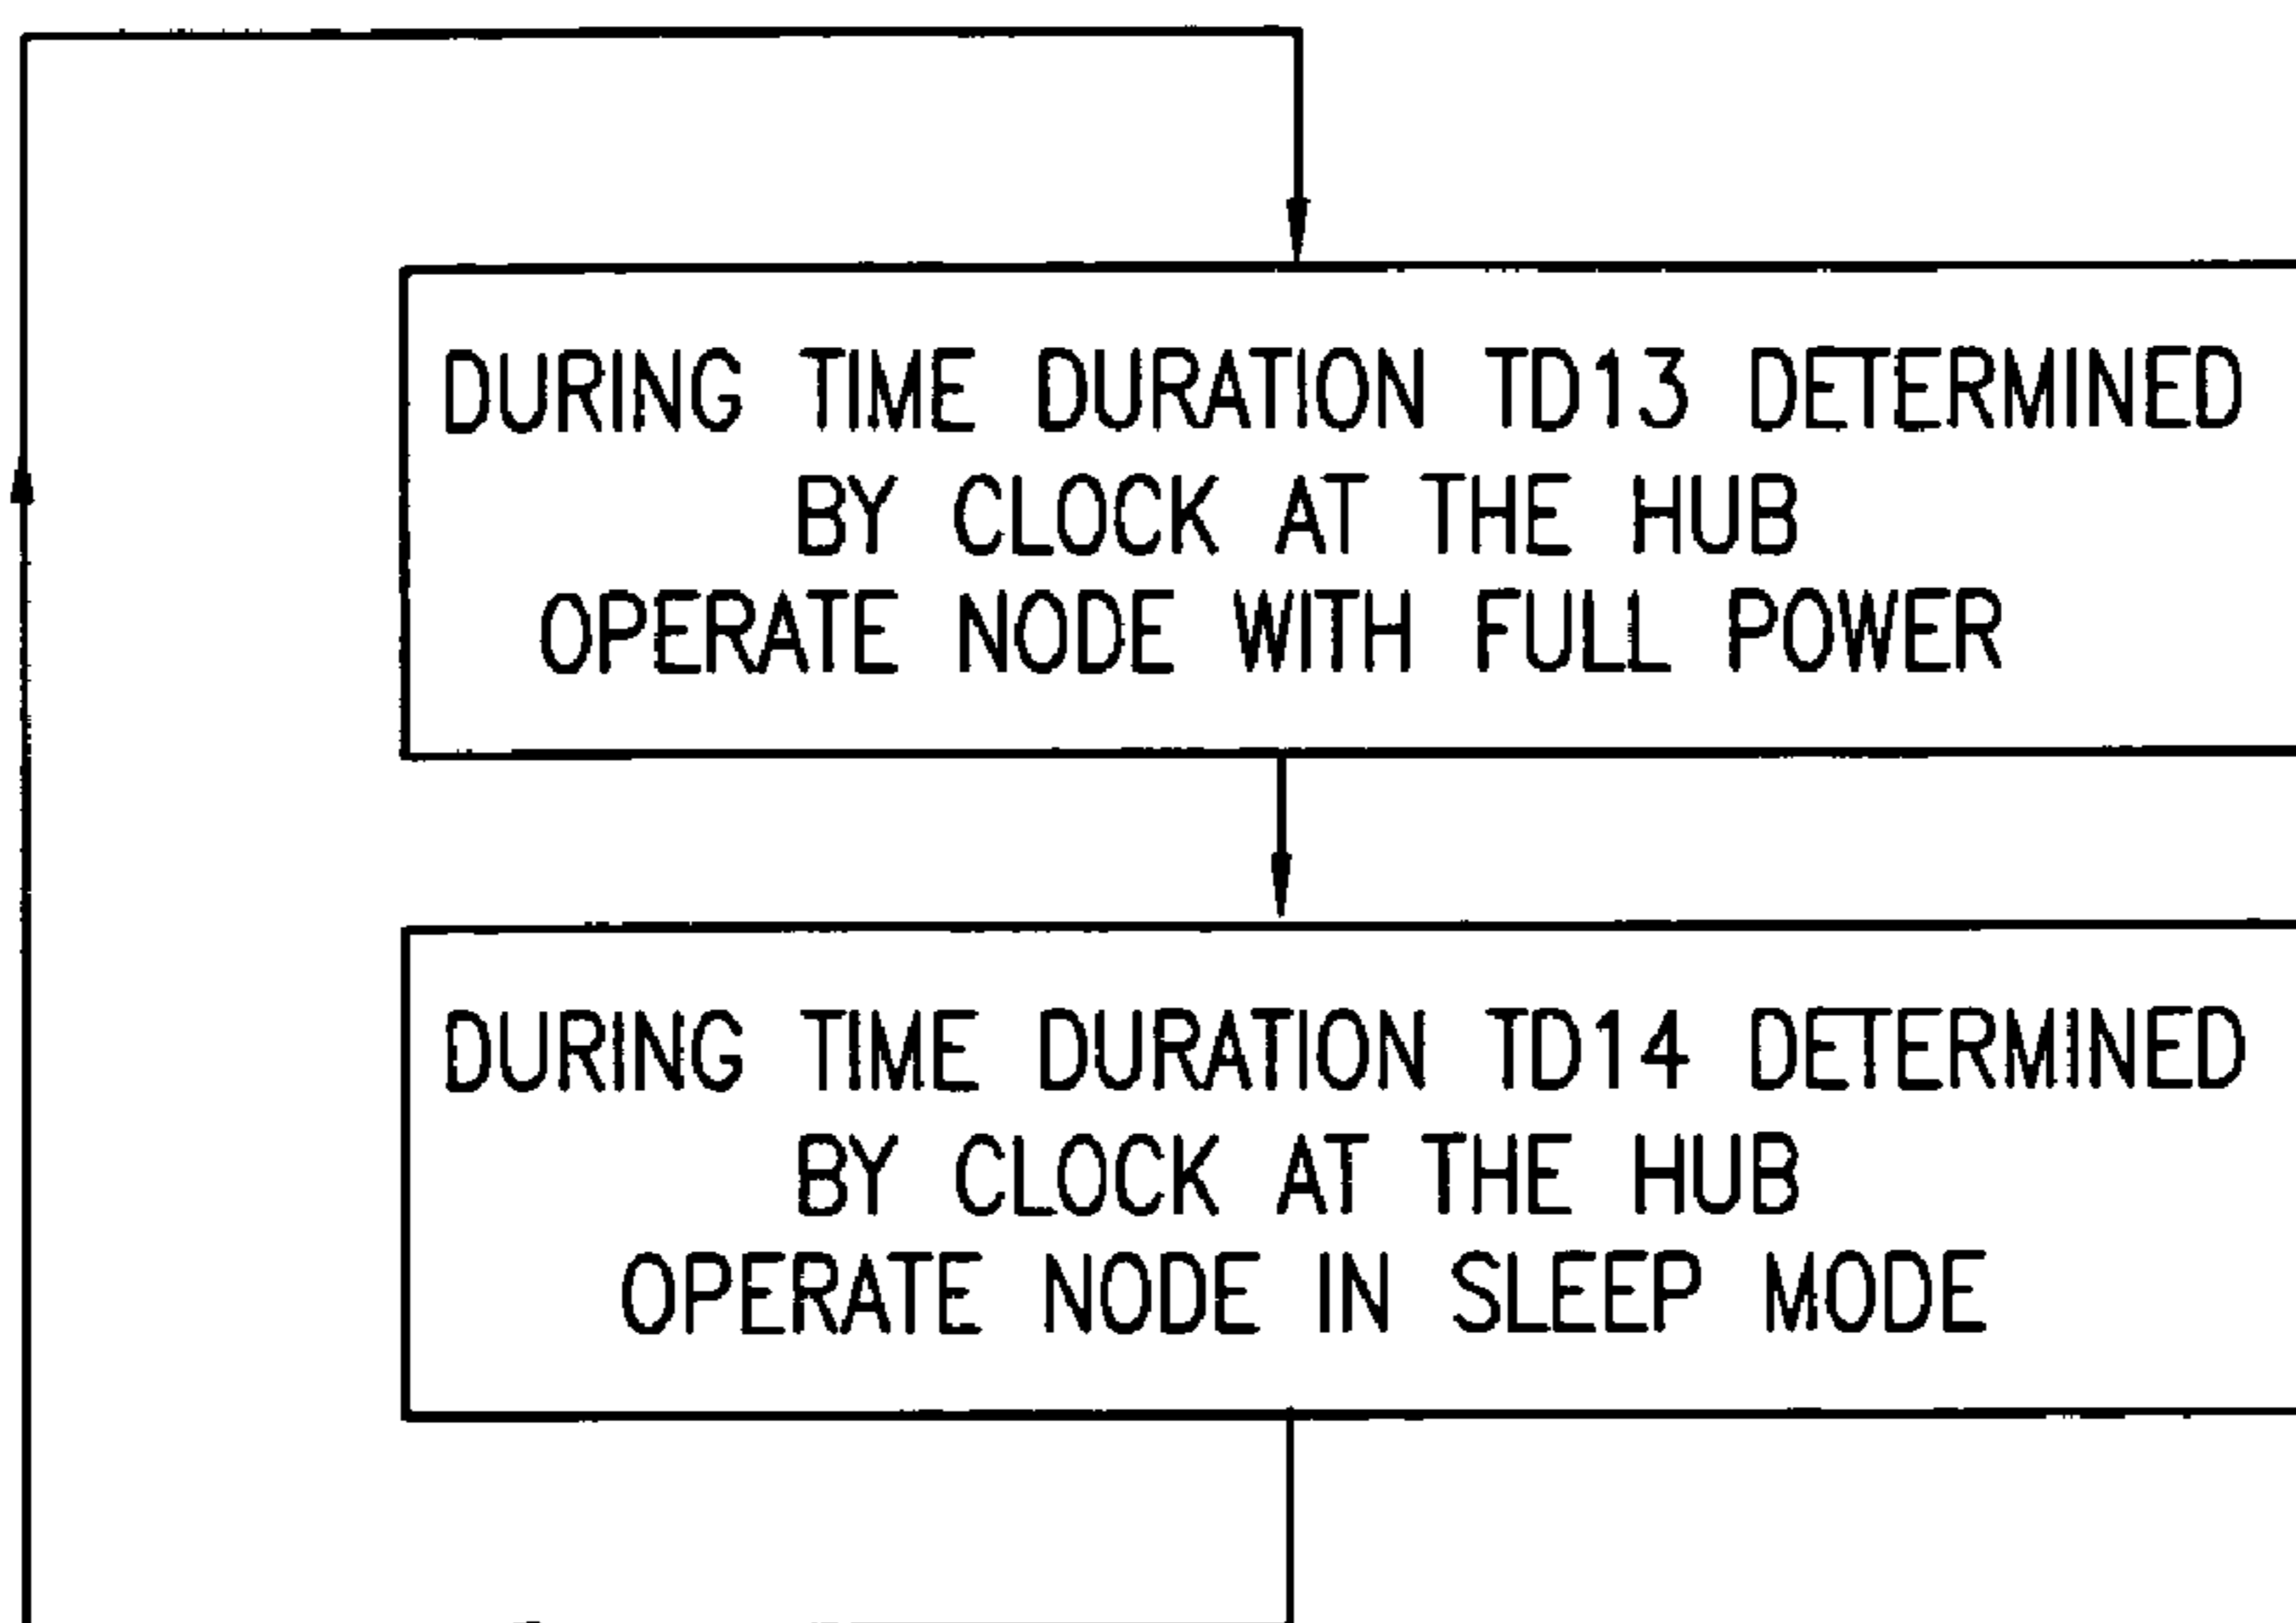 DURING TIME DURATION TD13 DETERMINED
BY CLOCK AT THE HUB
OPERATE NODE WITH FULL POWER
DURING TIME DURATION TD14 DETERMINED
BY CLOCK AT THE HUB
OPERATE NODE IN SLEEP MODE